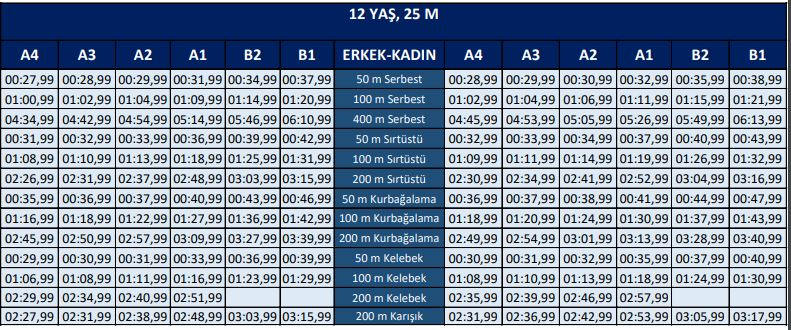 12 YAŞ, 25 M
A4 A3 A2 A1 B2 B1 ERKEK-KADIN A4 A3 A2 A1 B2 B1
00:27,99 00:28,99 00:29,99 00:31,99 00:34,99 00:37,99 50 m Serbest 00:28,99 00:29,99 00:30,99 00:32,99 00:35,99 00:38,99
01:00,99 01:02,99 01:04,99 01:09,99 01:14,99 01:20,99 100 m Serbest 01:02,99 01:04,99 01:06,99 01:11,99 01:15,99 01:21,99
04:34,99 04:42,99 04:54,99 05:14,99 05:46,99 06:10,99 400 m Serbest 04:45,99 04:53,99 05:05,99 05:26,99 05:49,99 06:13,99
00:31,99 00:32,99 00:33,99 00:36,99 00:39,99 00:42,99 50 m Sırtüstü 00:32,99 00:33,99 00:34,99 00:37,99 00:40,99 00:43,99
01:08,99 01:10,99 01:13,99 01:18,99 01:25,99 01:31,99 100 m Sırtüstü 01:09,99 01:11,99 01:14,99 01:19,99 01:26,99 01:32,99
02:26,99 02:31,99 02:37,99 02:48,99 03:03,99 03:15,99 200 m Sırtüstü 02:30,99 02:34,99 02:41,99 02:52,99 03:04,99 03:16,99
00:35,99 00:36,99 00:37,99 00:40,99 00:43,99 00:46,99 50 m Kurbağalama 00:36,99 00:37,99 00:38,99 00:41,99 00:44,99 00:47,99
01:16,99 01:18,99 01:22,99 01:27,99 01:36,99 01:42,99 100 m Kurbağalama 01:18,99 01:20,99 01:24,99 01:30,99 01:37,99 01:43,99
02:45,99 02:50,99 02:57,99 03:09,99 03:27,99 03:39,99 200 m Kurbağalama 02:49,99 02:54,99 03:01,99 03:13,99 03:28,99 03:40,99
00:29,99 00:30,99 00:31,99 00:33,99 00:36,99 00:39,99 50 m Kelebek 00:30,99 00:31,99 00:32,99 00:35,99 00:37,99 00:40,99
01:06,99 01:08,99 01:11,99 01:16,99 01:23,99 01:29,99 100 m Kelebek 01:08,99 01:10,99 01:13,99 01:18,99 01:24,99 01:30,99
02:29,99 02:34,99 02:40,99 02:51,99 200 m Kelebek 02:35,99 02:39,99 02:46,99 02:57,99
02:27,99 02:31,99 02:38,99 02:48,99 03:03,99 03:15,99 200 m Karışık 02:31,99 02:36,99 02:42,99 02:53,99 03:05,99 03:17,99